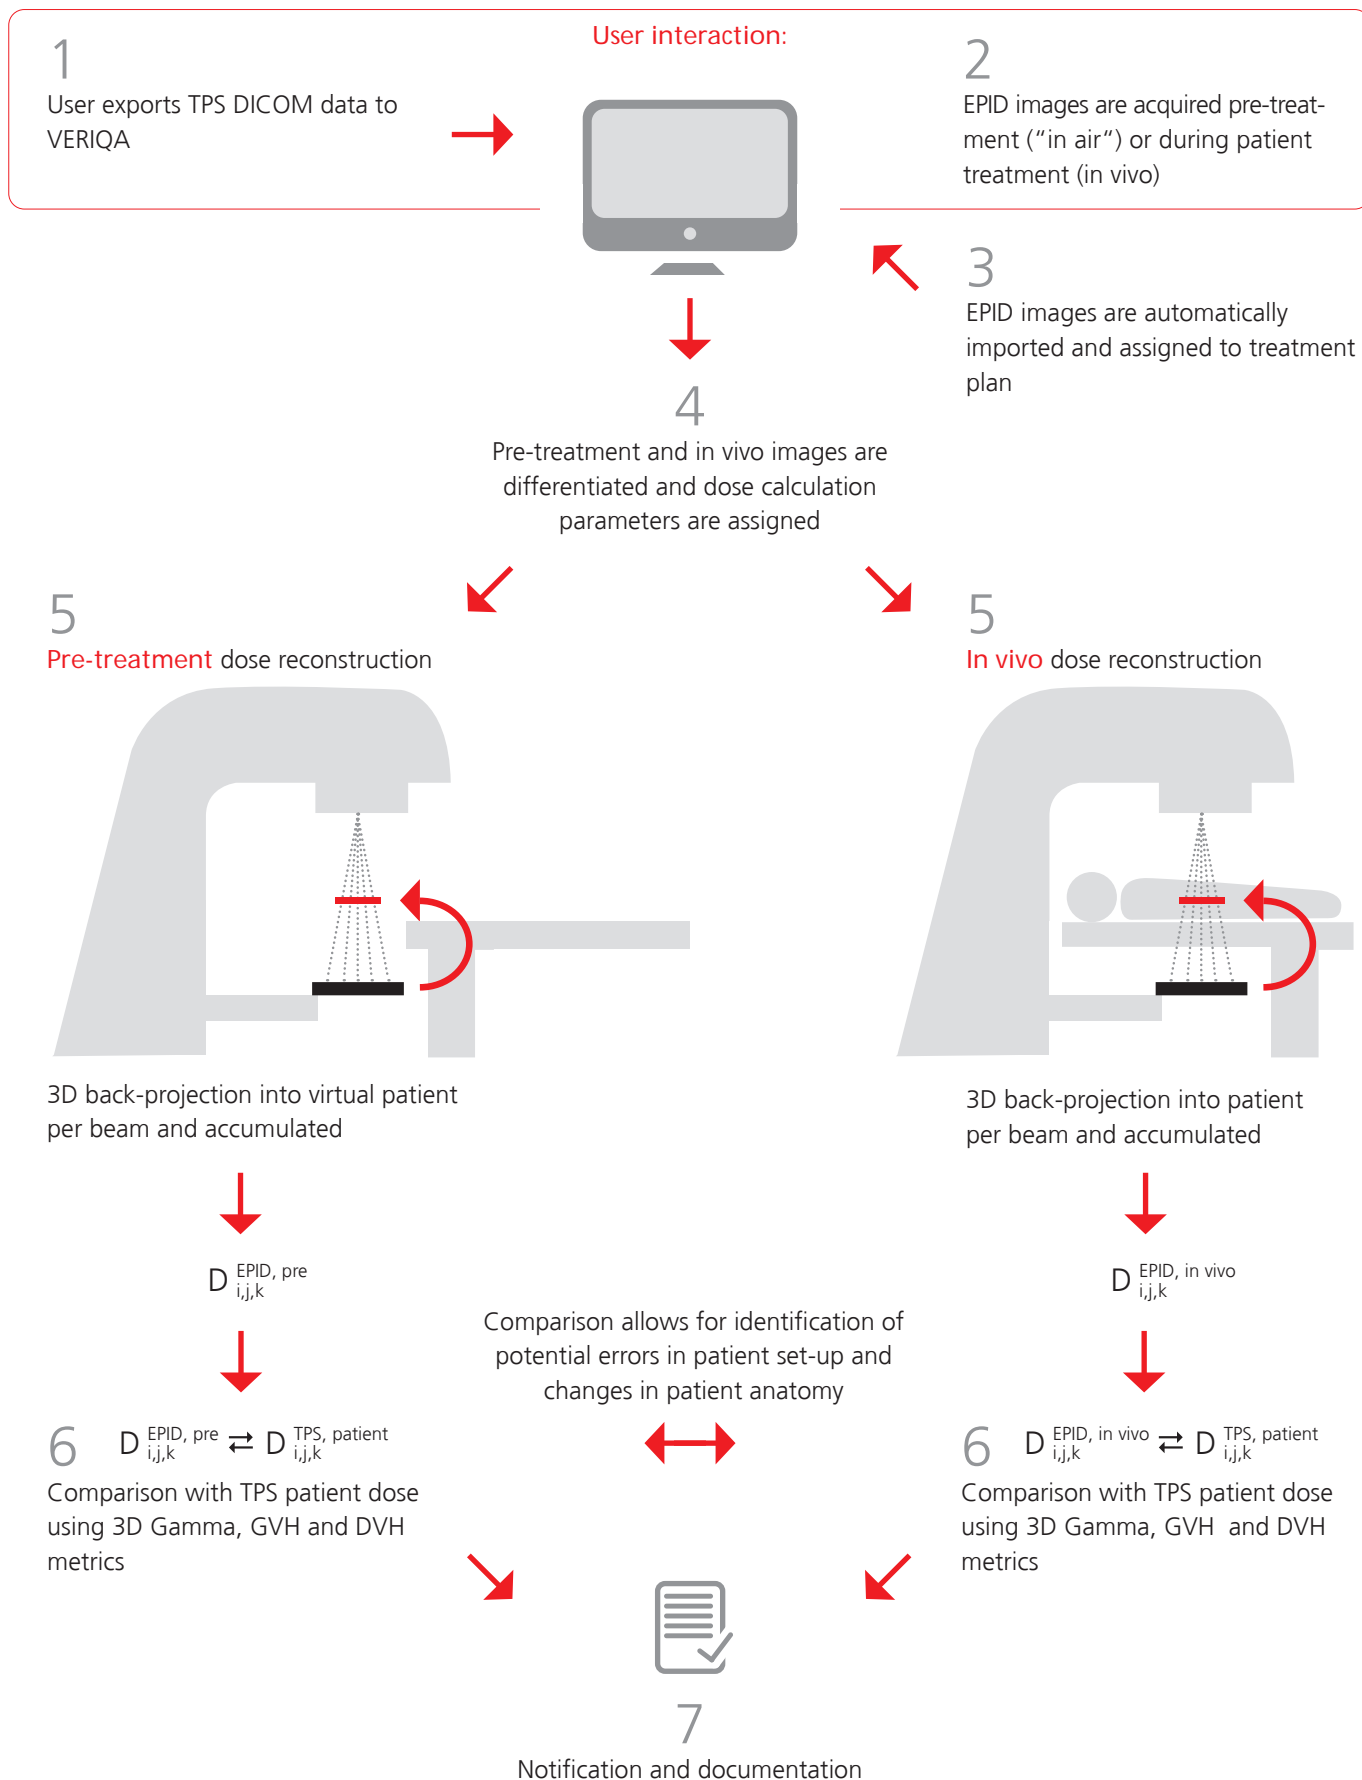 User interaction:
1
User exports TPS DICOM data to
VERIQA
2
EPID images are acquired pre-treat-
ment (“in air“) or during patient
treatment (in vivo)
3
EPID images are automatically
imported and assigned to treatment
plan
4
Pre-treatment and in vivo images are
differentiated and dose calculation
parameters are assigned
5
Pre-treatment dose reconstruction
5
In vivo dose reconstruction
3D back-projection into virtual patient
per beam and accumulated
3D back-projection into patient
per beam and accumulated
D EPID, pre i,j,k
D EPID, in vivo i,j,k
Comparison allows for identification of
potential errors in patient set-up and
changes in patient anatomy
6 D EPID, pre i,j,k ⇄ D TPS, patient i,j,k
Comparison with TPS patient dose
using 3D Gamma, GVH and DVH
metrics
6 D EPID, in vivo i,j,k ⇄ D TPS, patient i,j,k
Comparison with TPS patient dose
using 3D Gamma, GVH and DVH
metrics
7
Notification and documentation